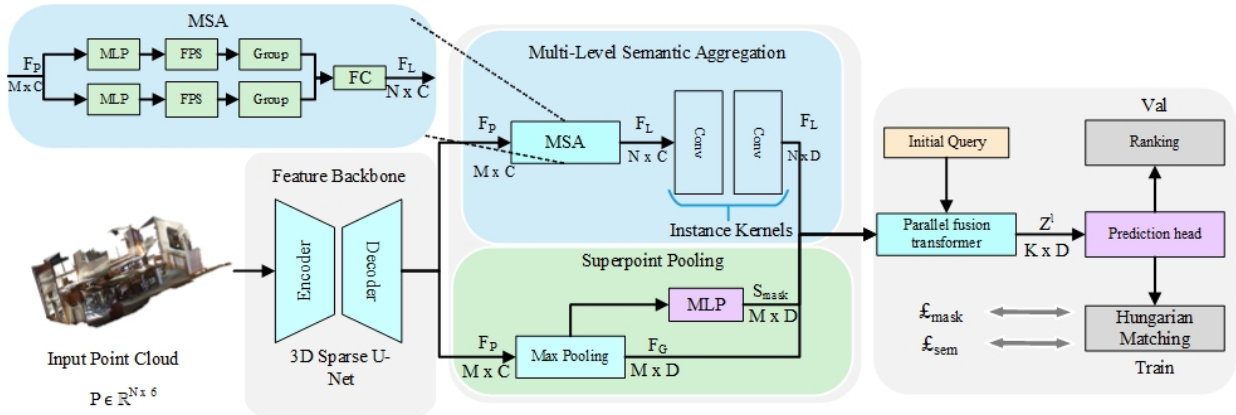 MSA
F_P
M x C
MLP
FPS
Group
MLP
FPS
Group
FC
F_L
N x C
Multi-Level Semantic Aggregation
F_P
M x C
MSA
F_L
N x C
Conv
Conv
F_L
N x D
Instance Kernels
Feature Backbone
Encoder
Decoder
3D Sparse U-
Net
Input Point Cloud
P ∈ ℝ^{N x 6}
Superpoint Pooling
MLP
S_mask
M x D
F_P
M x C
Max Pooling
F_G
M x D
Initial Query
Parallel fusion
transformer
Z^l
K x D
Val
Ranking
Prediction head
£_mask
£_sem
Hungarian
Matching
Train